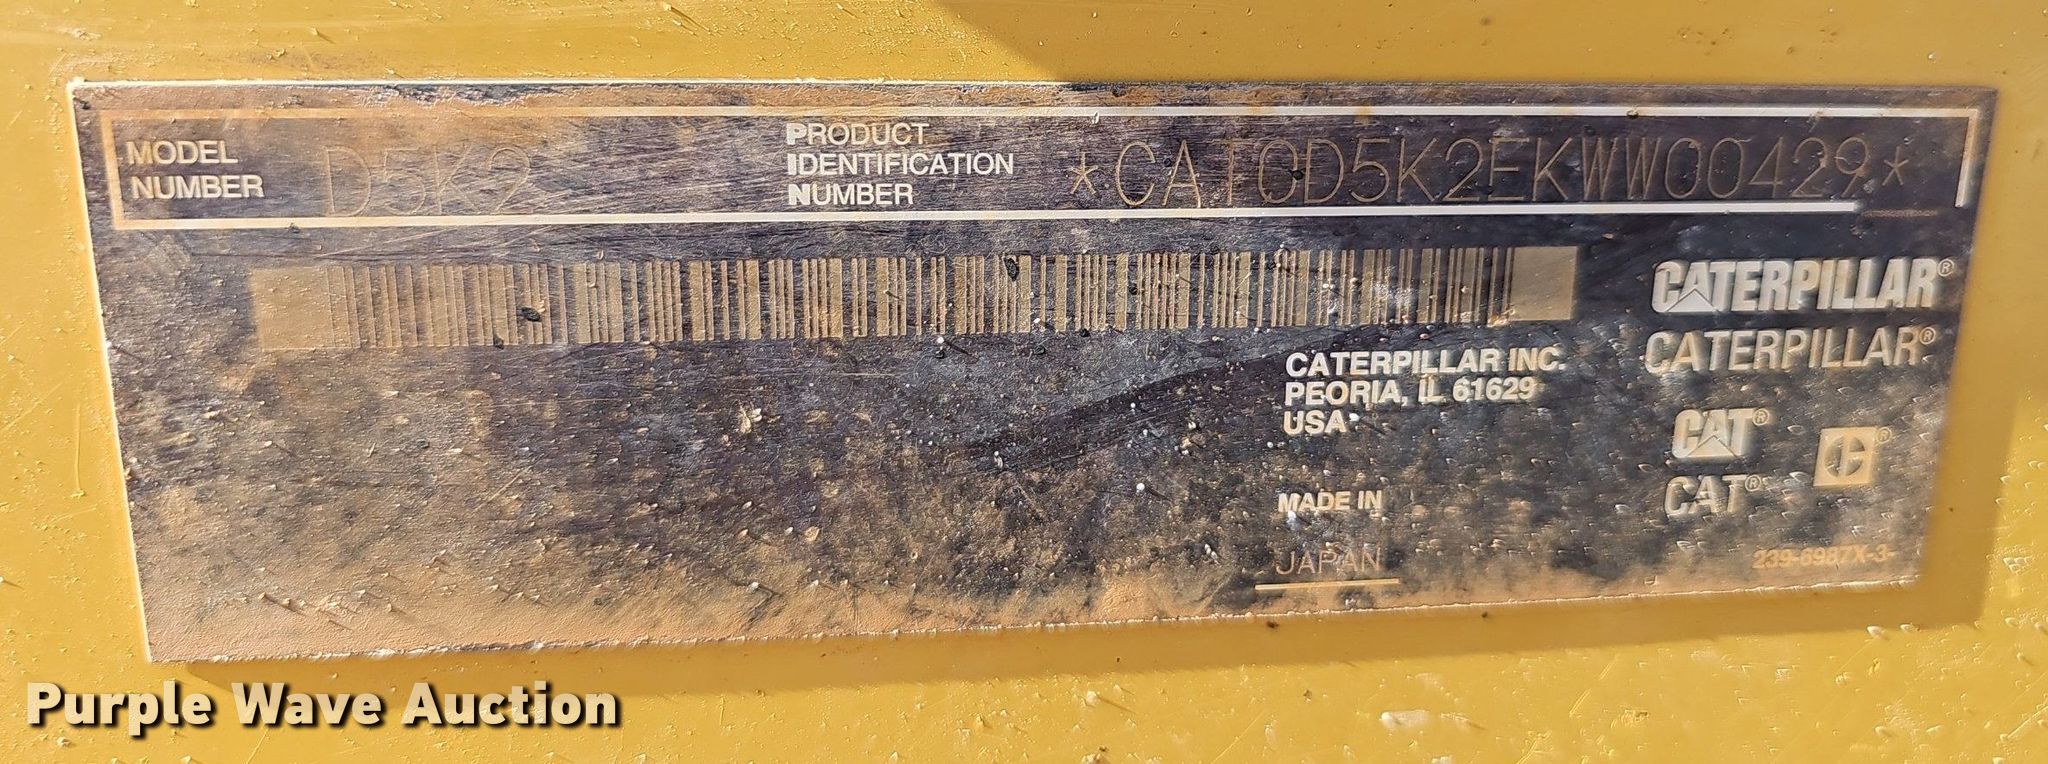 MODEL NUMBER D5K2
PRODUCT IDENTIFICATION NUMBER *CAT0D5K2EKWW00429*
CATERPILLAR®
CATERPILLAR®
CATERPILLAR INC.
PEORIA, IL 61629
USA
CAT®
CAT®
C®
MADE IN
JAPAN
239-6987X-3-
Purple Wave Auction